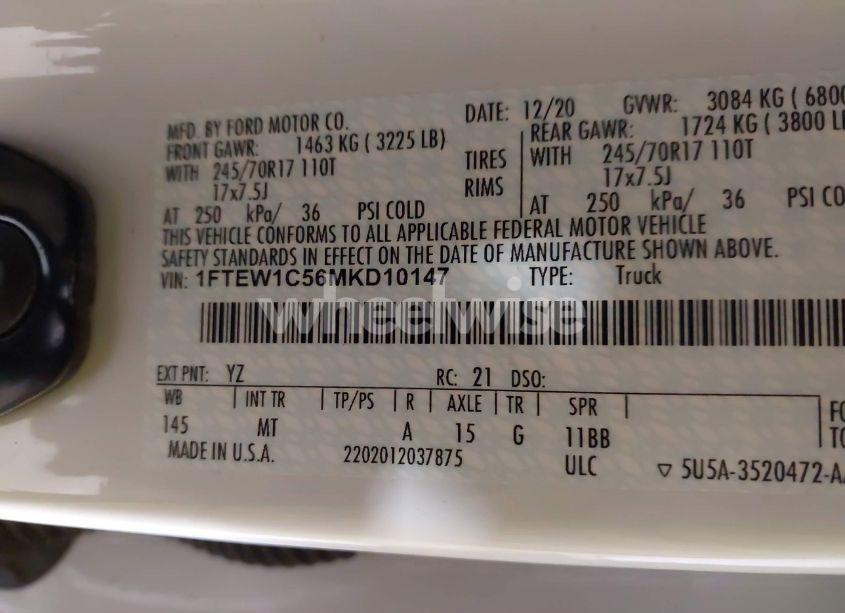 MFD. BY FORD MOTOR CO.
DATE: 12/20 GVWR: 3084 KG ( 6800
FRONT GAWR: 1463 KG ( 3225 LB)
REAR GAWR: 1724 KG ( 3800 LB
WITH 245/70R17 110T TIRES WITH 245/70R17 110T
17x7.5J RIMS 17x7.5J
AT 250 kPa/ 36 PSI COLD AT 250 kPa/ 36 PSI CO
THIS VEHICLE CONFORMS TO ALL APPLICABLE FEDERAL MOTOR VEHICLE
SAFETY STANDARDS IN EFFECT ON THE DATE OF MANUFACTURE SHOWN ABOVE.
VIN: 1FTEW1C56MKD10147 TYPE: Truck
wheelwise
EXT PNT: YZ RC: 21 DSO:
WB INT TR TP/PS R AXLE TR SPR
145 MT A 15 G 11BB
MADE IN U.S.A. 2202012037875 ULC
▽ 5U5A-3520472-A